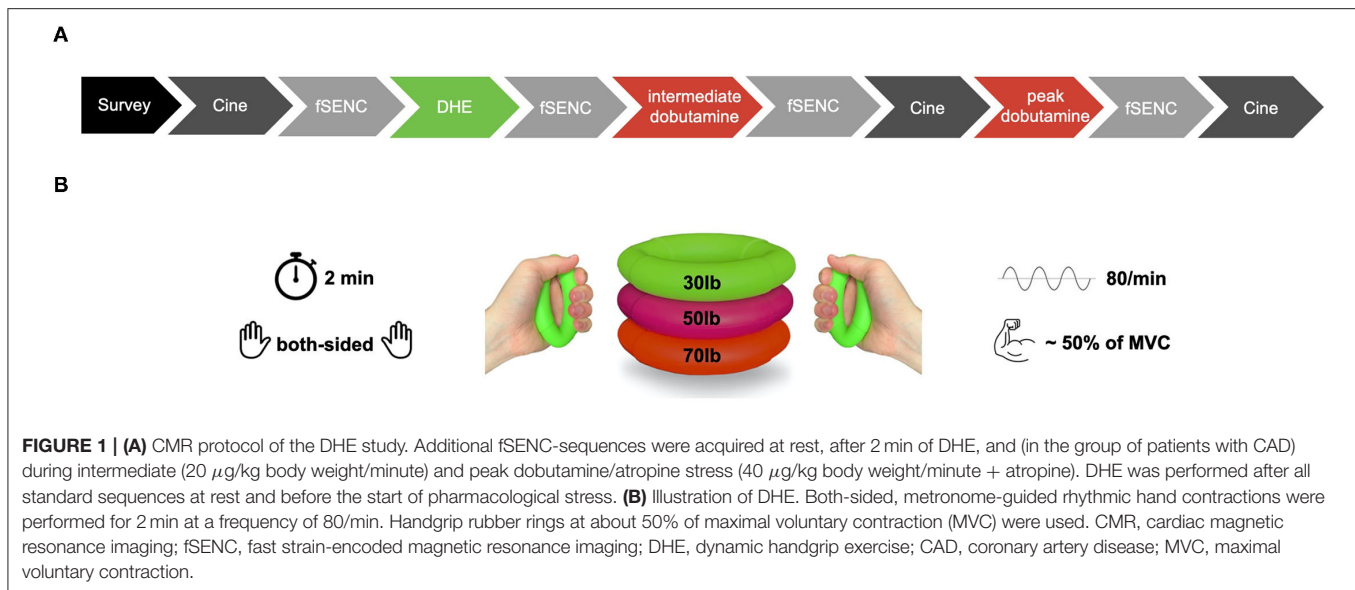 A
Survey
Cine
fSENC
DHE
fSENC
intermediate
dobutamine
fSENC
Cine
peak
dobutamine
fSENC
Cine
B
2 min
both-sided
30lb
50lb
70lb
80/min
~ 50% of MVC
FIGURE 1 | (A) CMR protocol of the DHE study. Additional fSENC-sequences were acquired at rest, after 2 min of DHE, and (in the group of patients with CAD)
during intermediate (20 μg/kg body weight/minute) and peak dobutamine/atropine stress (40 μg/kg body weight/minute + atropine). DHE was performed after all
standard sequences at rest and before the start of pharmacological stress. (B) Illustration of DHE. Both-sided, metronome-guided rhythmic hand contractions were
performed for 2 min at a frequency of 80/min. Handgrip rubber rings at about 50% of maximal voluntary contraction (MVC) were used. CMR, cardiac magnetic
resonance imaging; fSENC, fast strain-encoded magnetic resonance imaging; DHE, dynamic handgrip exercise; CAD, coronary artery disease; MVC, maximal
voluntary contraction.